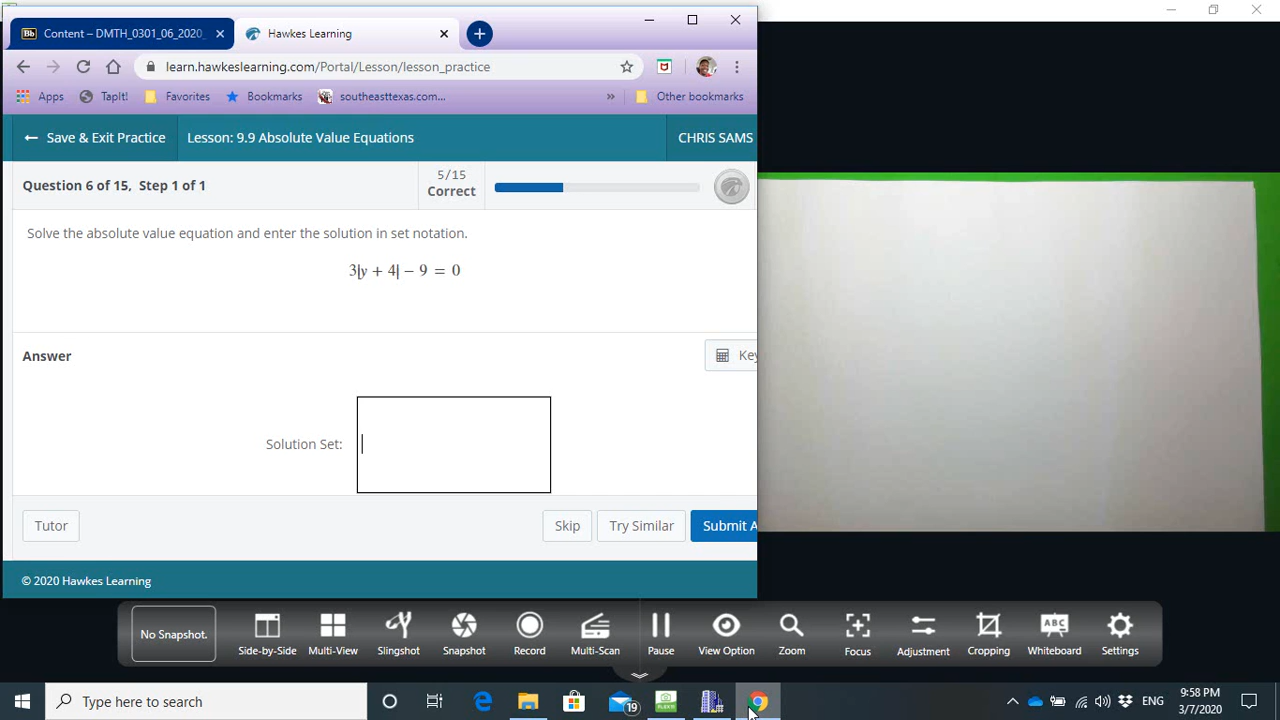 Content – DMTH_0301_06_2020_
Hawkes Learning
learn.hawkeslearning.com/Portal/Lesson/lesson_practice
Apps
TapIt!
Favorites
Bookmarks
southeasttexas.com...
»
Other bookmarks
← Save & Exit Practice
Lesson: 9.9 Absolute Value Equations
CHRIS SAMS
Question 6 of 15, Step 1 of 1
5/15
Correct
Solve the absolute value equation and enter the solution in set notation.
3|y + 4| − 9 = 0
Answer
Key
Solution Set:
Tutor
Skip
Try Similar
Submit A
© 2020 Hawkes Learning
No Snapshot.
Side-by-Side
Multi-View
Slingshot
Snapshot
Record
Multi-Scan
Pause
View Option
Zoom
Focus
ABC
Whiteboard
Adjustment
Cropping
Settings
Type here to search
19
ENG
9:58 PM
3/7/2020